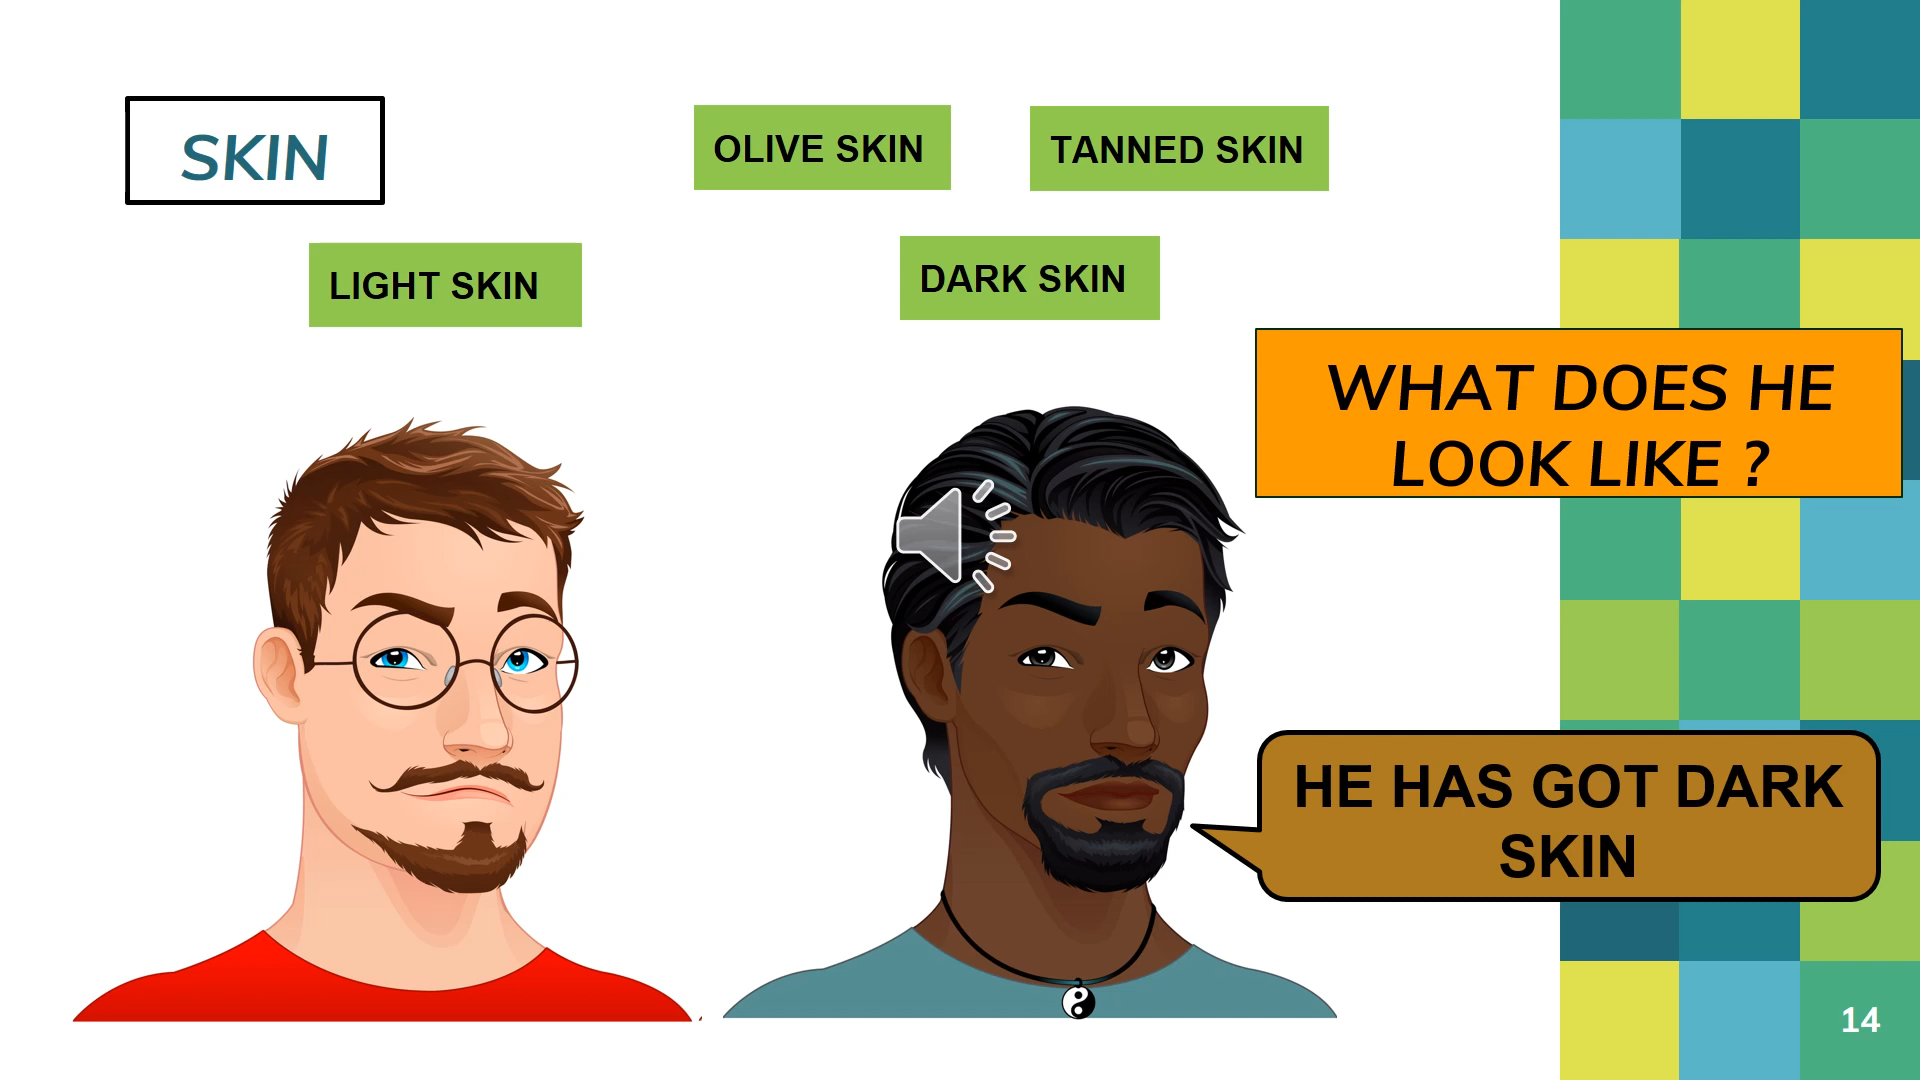 SKIN
OLIVE SKIN
TANNED SKIN
LIGHT SKIN
DARK SKIN
WHAT DOES HE
LOOK LIKE ?
HE HAS GOT DARK
SKIN
14